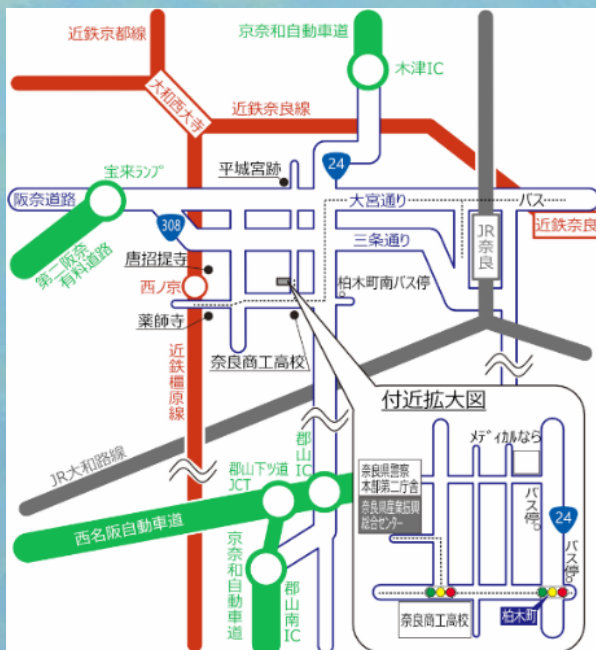 近鉄京都線
京奈和自動車道
木津IC
大和西大寺
近鉄奈良線
24
宝来ランプ
平城宮跡
阪奈道路
大宮通り
バス
308
近鉄奈良
第二阪奈
有料道路
三条通り
JR奈良
唐招提寺
柏木町南バス停
西ノ京
薬師寺
奈良商工高校
近鉄橿原線
付近拡大図
JR大和路線
メディカルなら
郡山IC
郡山下ツ道
JCT
奈良県警察
本部第二庁舎
奈良県産業振興
総合センター
バス停
24
西名阪自動車道
バス停
京奈和自動車道
郡山南IC
奈良商工高校
柏木町